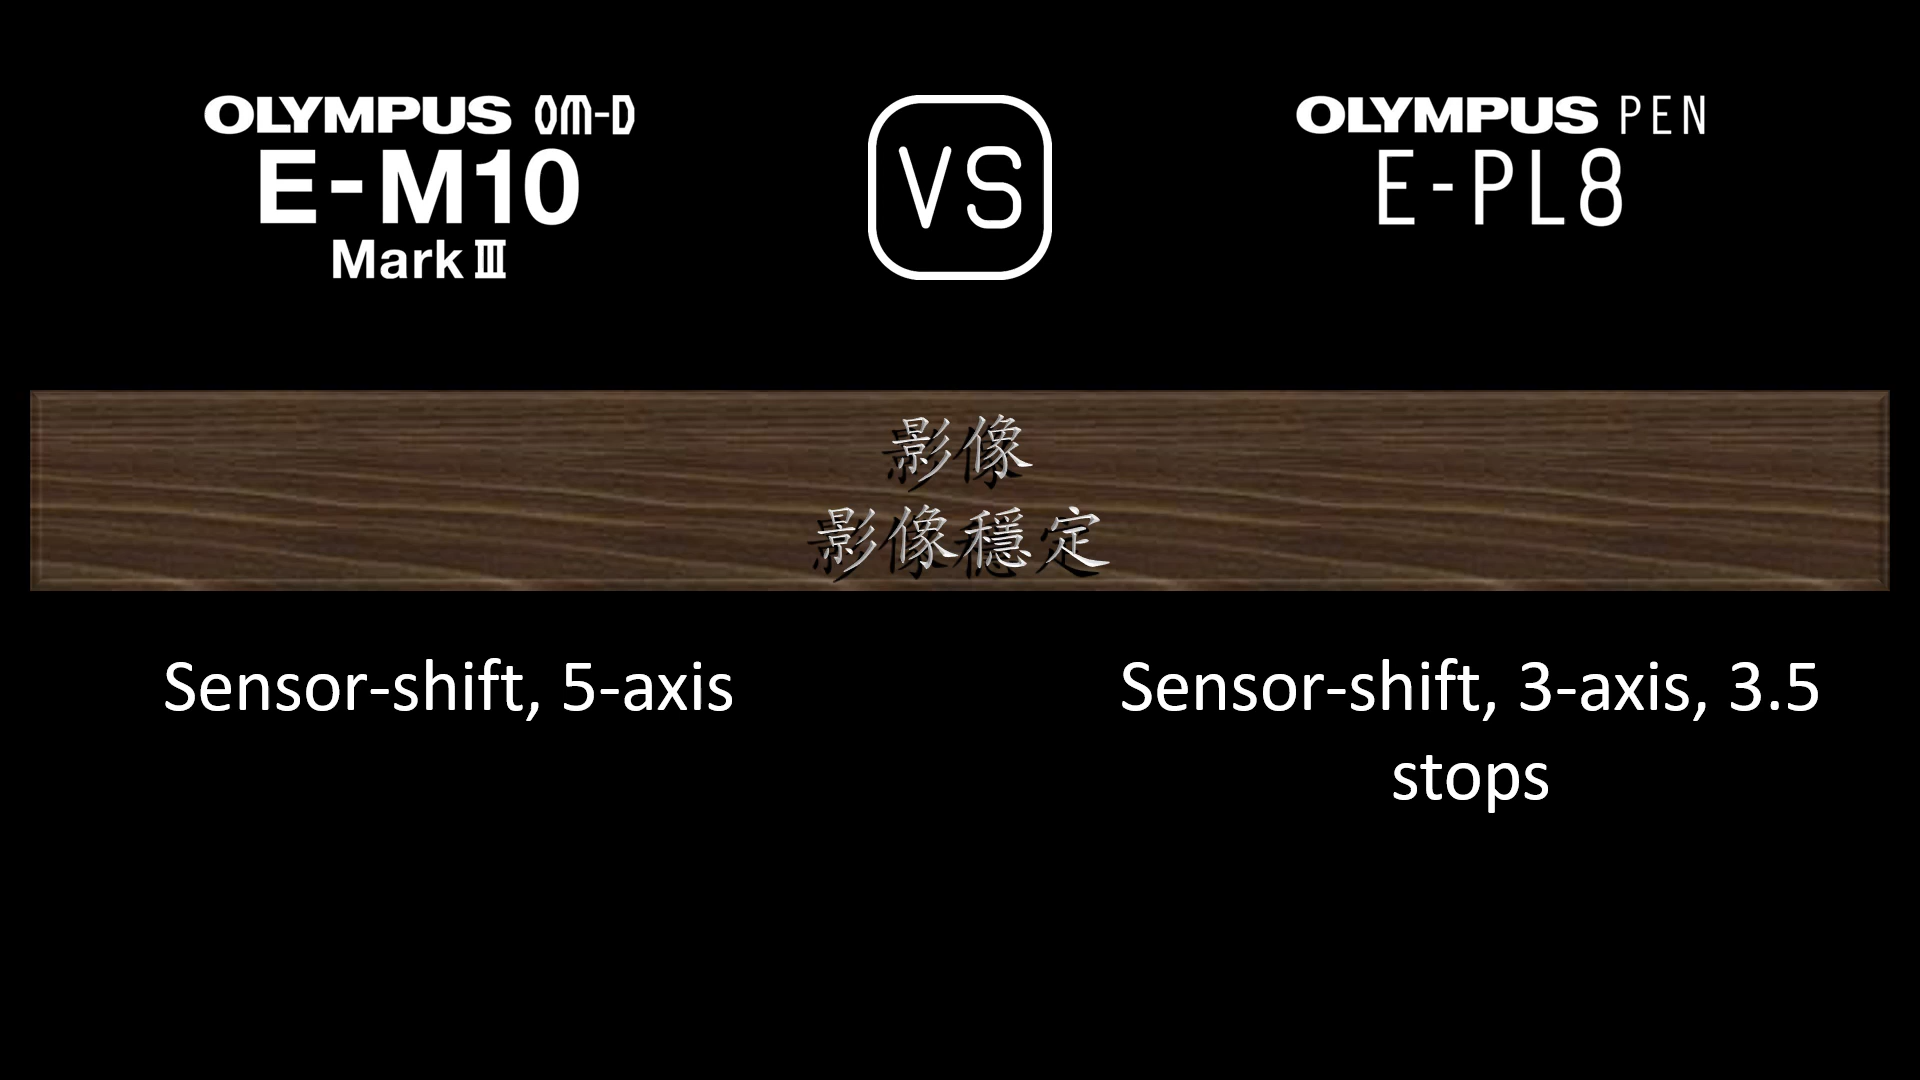 OLYMPUS OM-D
E-M10
Mark III
VS
OLYMPUS PEN
E-PL8
影像
影像穩定
Sensor-shift, 5-axis
Sensor-shift, 3-axis, 3.5
stops